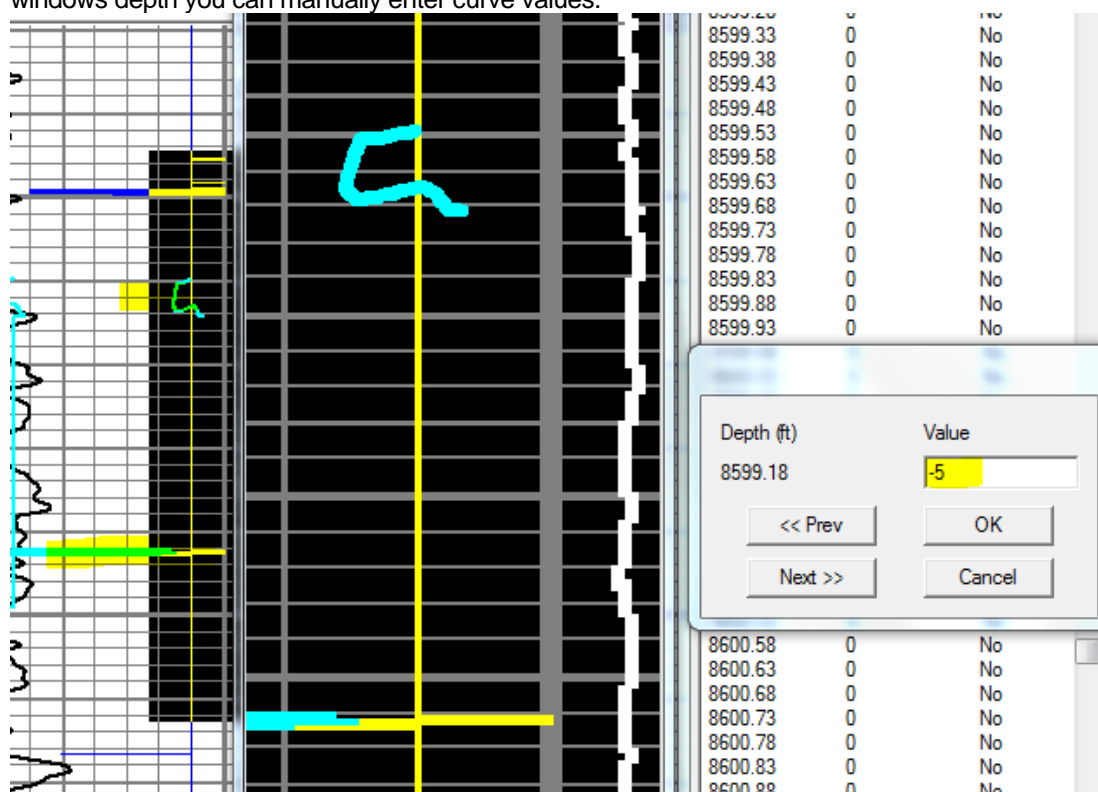 windows depth you can manually enter curve values.
8599.33 0 No
8599.38 0 No
8599.43 0 No
8599.48 0 No
8599.53 0 No
8599.58 0 No
8599.63 0 No
8599.68 0 No
8599.73 0 No
8599.78 0 No
8599.83 0 No
8599.88 0 No
8599.93 0 No
Depth (ft) Value
8599.18 -5
<< Prev OK
Next >> Cancel
8600.58 0 No
8600.63 0 No
8600.68 0 No
8600.73 0 No
8600.78 0 No
8600.83 0 No
8600.88 0 No